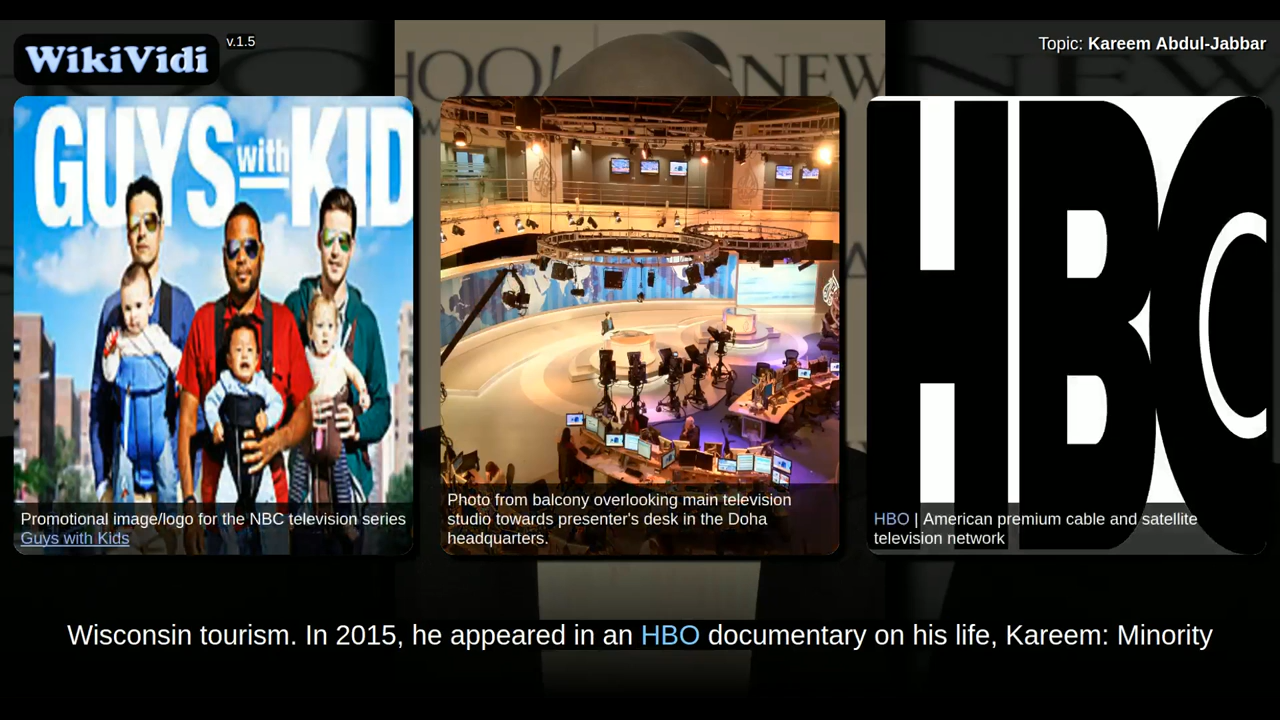 WikiVidi
v.1.5
Topic: Kareem Abdul-Jabbar
HOO!
NEW
NEW
GUYS with KID
HBO
Promotional image/logo for the NBC television series
Guys with Kids
Photo from balcony overlooking main television
studio towards presenter's desk in the Doha
headquarters.
HBO | American premium cable and satellite
television network
Wisconsin tourism. In 2015, he appeared in an HBO documentary on his life, Kareem: Minority